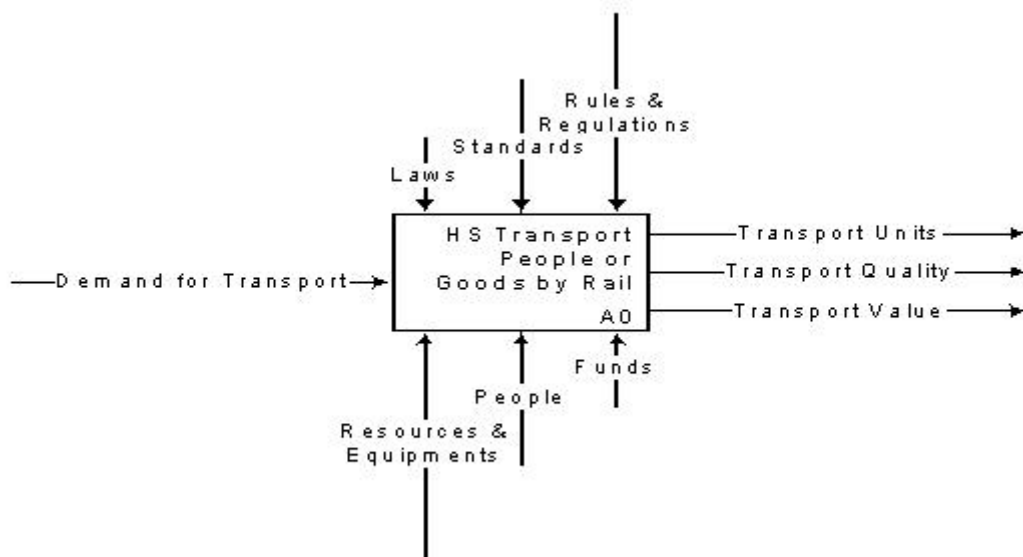 Rules &
Regulations
Standards
Laws
HS Transport
People or
Goods by Rail
A0
Demand for Transport
Transport Units
Transport Quality
Transport Value
Funds
People
Resources &
Equipments